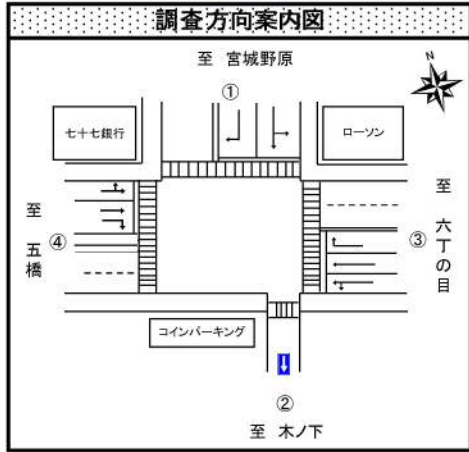 調査方向案内図
至 宮城野原
①
N
七十七銀行
ローソン
至 五橋
④
③
至 六丁の目
コインパーキング
②
至 木ノ下